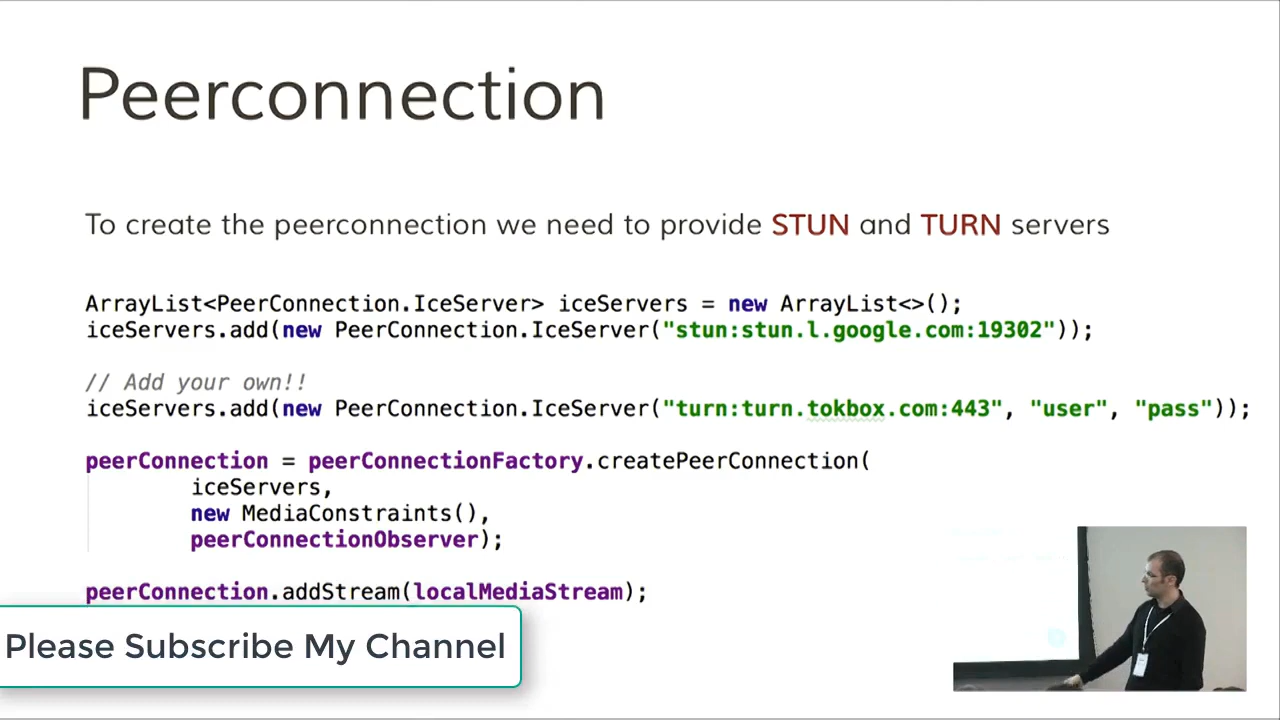 Peerconnection
To create the peerconnection we need to provide STUN and TURN servers
ArrayList<PeerConnection.IceServer> iceServers = new ArrayList<>();
iceServers.add(new PeerConnection.IceServer("stun:stun.l.google.com:19302"));
// Add your own!!
iceServers.add(new PeerConnection.IceServer("turn:turn.tokbox.com:443", "user", "pass"));
peerConnection = peerConnectionFactory.createPeerConnection(
iceServers,
new MediaConstraints(),
peerConnectionObserver);
peerConnection.addStream(localMediaStream);
Please Subscribe My Channel